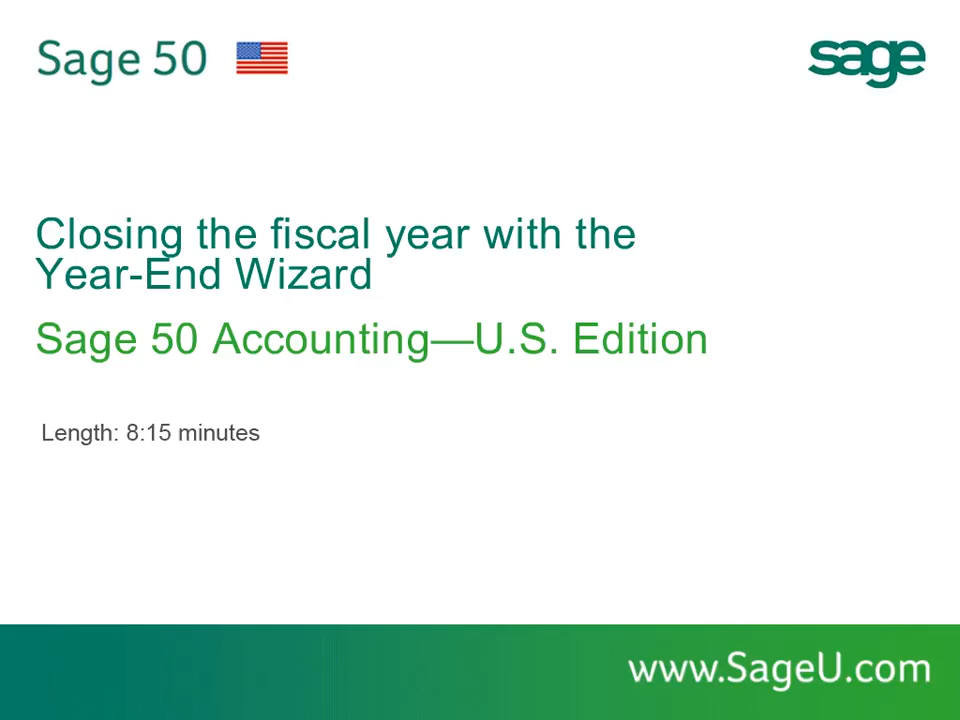 Sage 50
sage
Closing the fiscal year with the
Year-End Wizard
Sage 50 Accounting—U.S. Edition
Length: 8:15 minutes
www.SageU.com